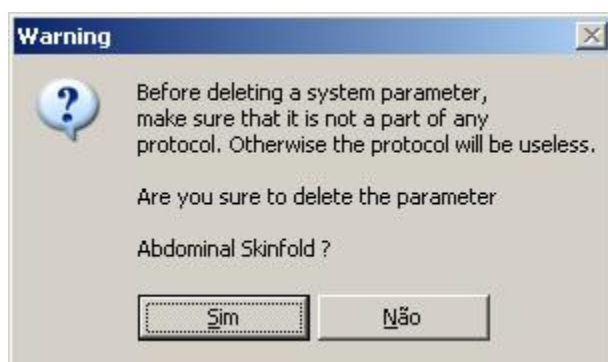 Warning
Before deleting a system parameter,
make sure that it is not a part of any
protocol. Otherwise the protocol will be useless.
Are you sure to delete the parameter
Abdominal Skinfold ?
Sim
Não